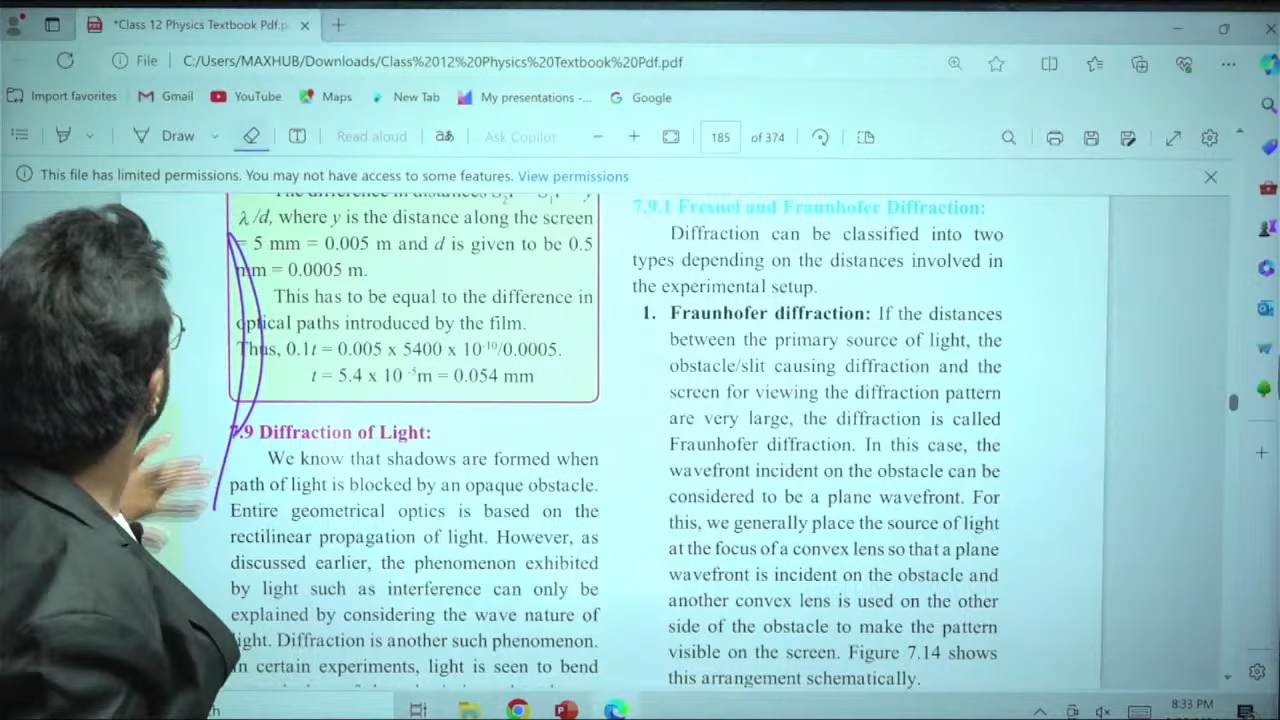 *Class 12 Physics Textbook Pdf.p
File
C:/Users/MAXHUB/Downloads/Class%2012%20Physics%20Textbook%20Pdf.pdf
Import favorites
Gmail
YouTube
Maps
New Tab
My presentations -...
Google
Draw
Read aloud
aあ
Ask Copilot
185
of 374
This file has limited permissions. You may not have access to some features. View permissions
λ/d, where y is the distance along the screen
= 5 mm = 0.005 m and d is given to be 0.5
mm = 0.0005 m.
This has to be equal to the difference in
optical paths introduced by the film.
Thus, 0.1t = 0.005 x 5400 x 10⁻¹⁰/0.0005.
t = 5.4 x 10 ⁻⁵m = 0.054 mm
7.9 Diffraction of Light:
We know that shadows are formed when
path of light is blocked by an opaque obstacle.
Entire geometrical optics is based on the
rectilinear propagation of light. However, as
discussed earlier, the phenomenon exhibited
by light such as interference can only be
explained by considering the wave nature of
light. Diffraction is another such phenomenon.
In certain experiments, light is seen to bend
7.9.1 Fresnel and Fraunhofer Diffraction:
Diffraction can be classified into two
types depending on the distances involved in
the experimental setup.
1. Fraunhofer diffraction: If the distances
between the primary source of light, the
obstacle/slit causing diffraction and the
screen for viewing the diffraction pattern
are very large, the diffraction is called
Fraunhofer diffraction. In this case, the
wavefront incident on the obstacle can be
considered to be a plane wavefront. For
this, we generally place the source of light
at the focus of a convex lens so that a plane
wavefront is incident on the obstacle and
another convex lens is used on the other
side of the obstacle to make the pattern
visible on the screen. Figure 7.14 shows
this arrangement schematically.
8:33 PM